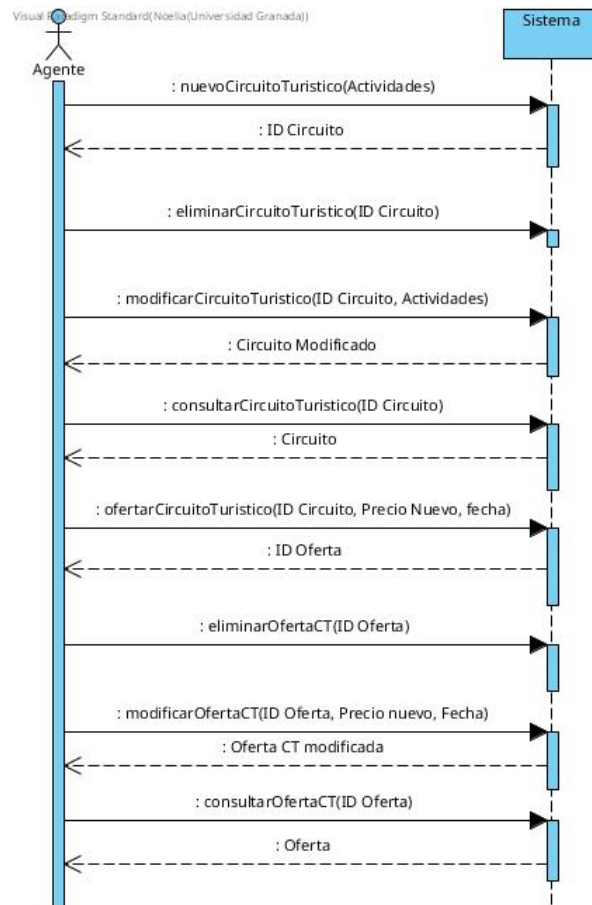 Visual Paradigm Standard(Noelia(Universidad Granada))
Sistema
Agente
: nuevoCircuitoTuristico(Actividades)
: ID Circuito
: eliminarCircuitoTuristico(ID Circuito)
: modificarCircuitoTuristico(ID Circuito, Actividades)
: Circuito Modificado
: consultarCircuitoTuristico(ID Circuito)
: Circuito
: ofertarCircuitoTuristico(ID Circuito, Precio Nuevo, fecha)
: ID Oferta
: eliminarOfertaCT(ID Oferta)
: modificarOfertaCT(ID Oferta, Precio nuevo, Fecha)
: Oferta CT modificada
: consultarOfertaCT(ID Oferta)
: Oferta